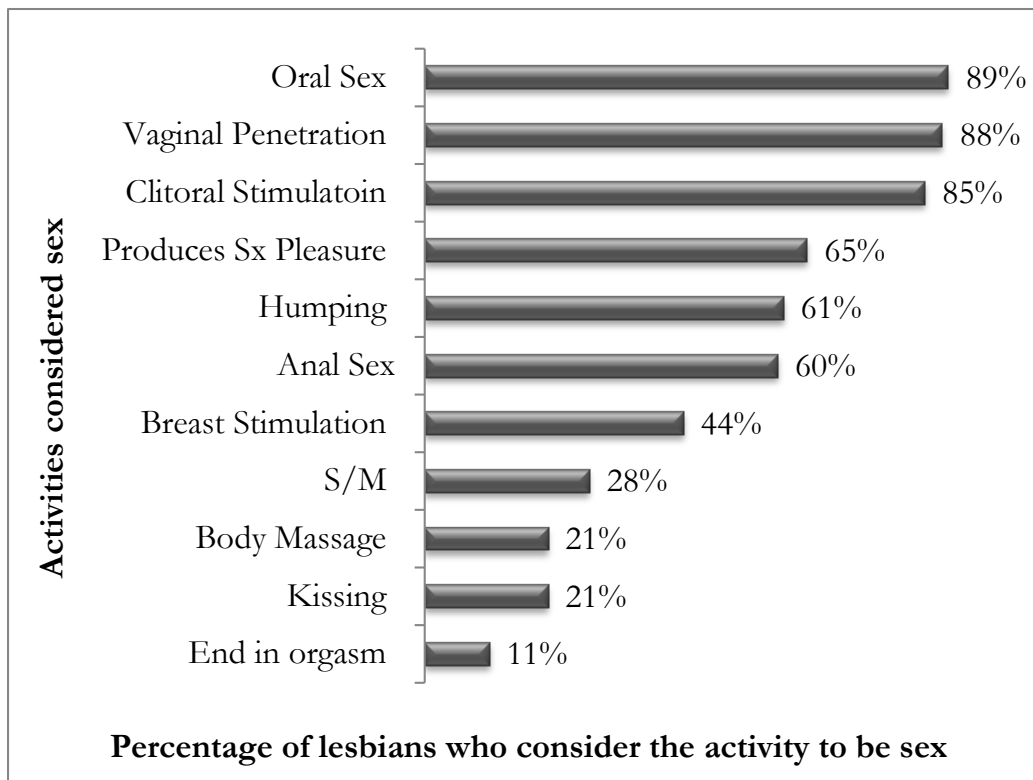 Activities considered sex
Oral Sex 89%
Vaginal Penetration 88%
Clitoral Stimulatoin 85%
Produces Sx Pleasure 65%
Humping 61%
Anal Sex 60%
Breast Stimulation 44%
S/M 28%
Body Massage 21%
Kissing 21%
End in orgasm 11%
Percentage of lesbians who consider the activity to be sex